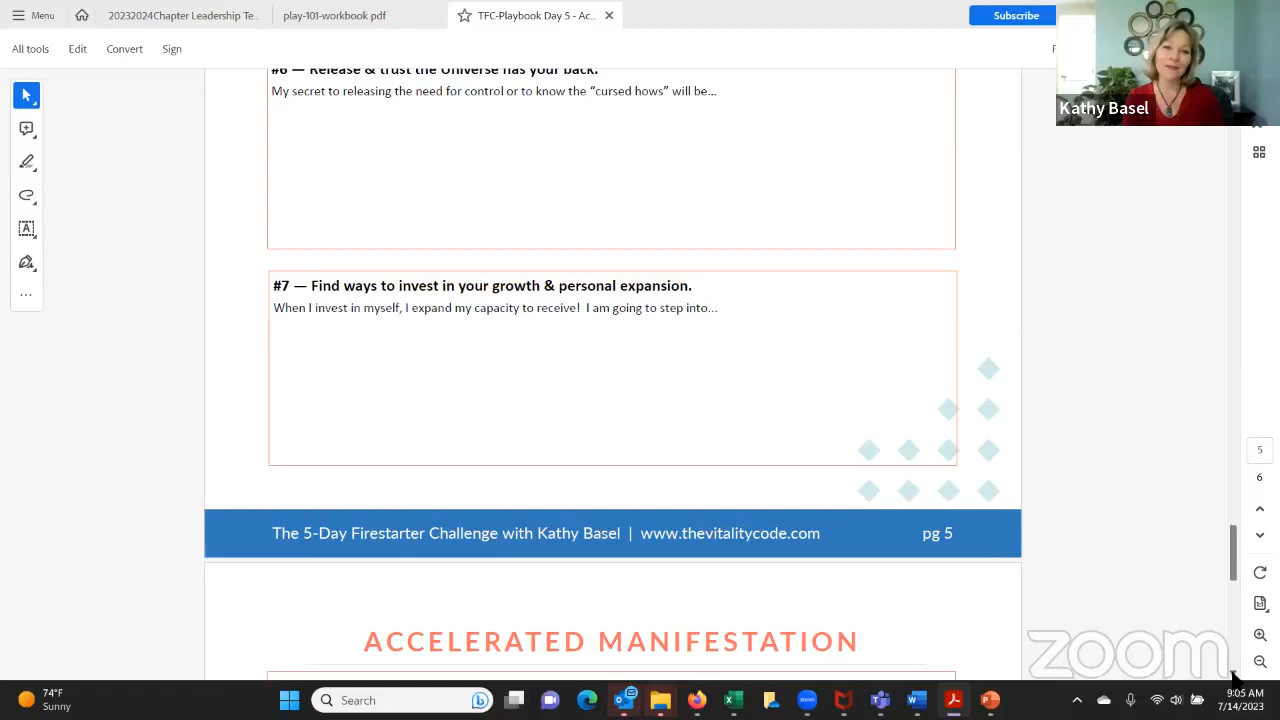 Menu
20232024Chapter Leadership Te...
play-101-workbook pdf
TFC-Playbook Day 5 - Ac...
Subscribe
All tools
Edit
Convert
Sign
Kathy Basel
#6 — Release & trust the Universe has your back.
My secret to releasing the need for control or to know the “cursed hows” will be...
#7 — Find ways to invest in your growth & personal expansion.
When I invest in myself, I expand my capacity to receive! I am going to step into...
5
6
The 5-Day Firestarter Challenge with Kathy Basel | www.thevitalitycode.com pg 5
ACCELERATED MANIFESTATION
zoom
74°F
Sunny
Search
9:05 AM
7/14/2023